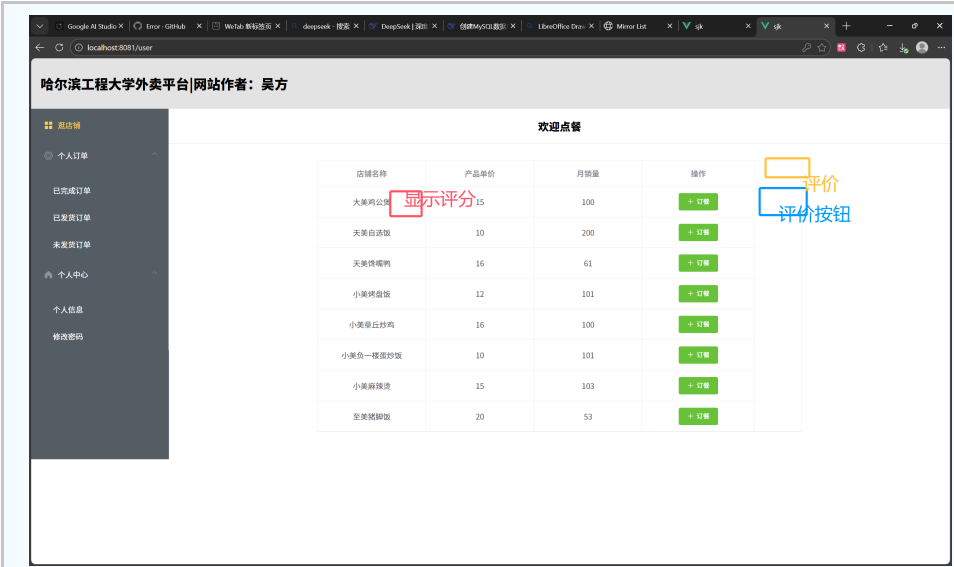 Google AI Studio
Error · GitHub
WeTab 新标签页
deepseek - 搜索
DeepSeek | 深
创建MySQL数据
LibreOffice Draw
Mirror List
sjk
sjk
localhost:8081/user
哈尔滨工程大学外卖平台|网站作者：吴方
逛店铺
个人订单
已完成订单
已发货订单
未发货订单
个人中心
个人信息
修改密码
欢迎点餐
店铺名称 产品单价 月销量 操作
评价
大美鸡公煲 显示评分 15 100 + 订餐
评价按钮
天美自选饭 10 200 + 订餐
天美馋嘴鸭 16 61 + 订餐
小美烤盘饭 12 101 + 订餐
小美章丘炒鸡 16 100 + 订餐
小美负一楼蛋炒饭 10 101 + 订餐
小美麻辣烫 15 103 + 订餐
至美猪脚饭 20 53 + 订餐